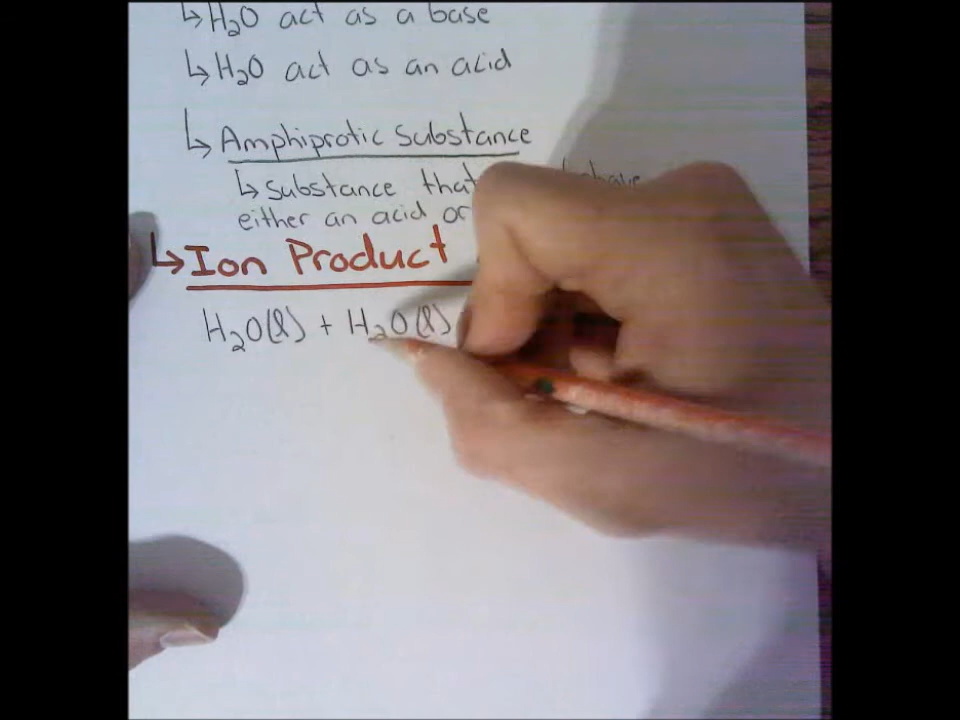 ↳ H₂O act as a base
↳ H₂O act as an acid
↳ Amphiprotic Substance
↳ substance that
either an acid or
↳ Ion Product
H₂O(l) + H₂O(l)